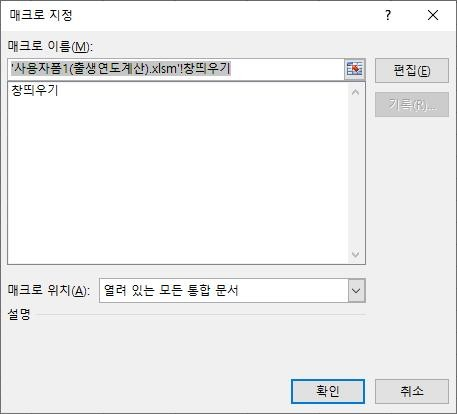 매크로 지정
매크로 이름(M):
'사용자폼1(출생연도계산).xlsm'!창띄우기
편집(E)
창띄우기
기록(R)...
매크로 위치(A): 열려 있는 모든 통합 문서
설명
확인 취소